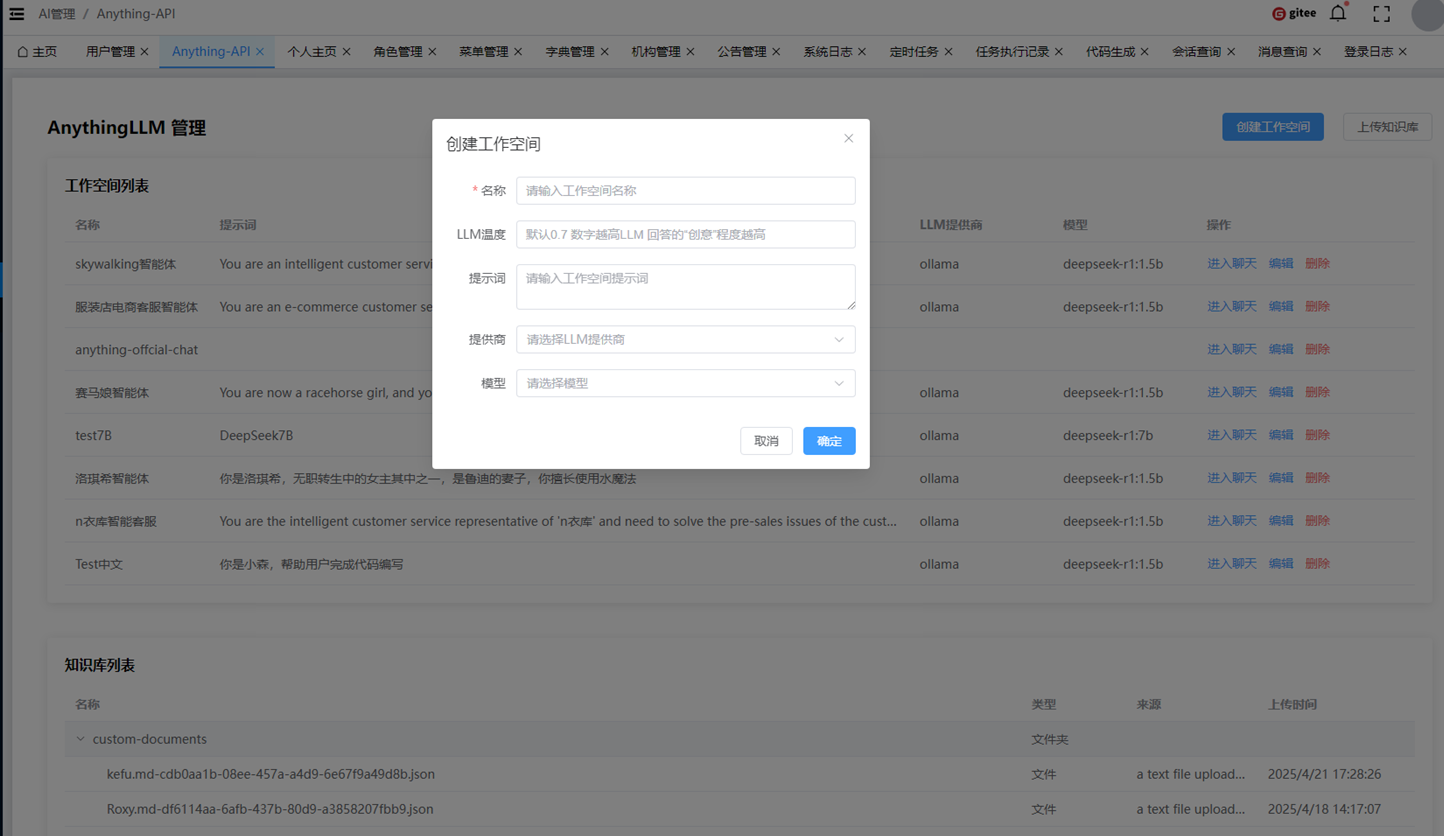 AI管理 / Anything-API
gitee
主页 用户管理 Anything-API 个人主页 角色管理 菜单管理 字典管理 机构管理 公告管理 系统日志 定时任务 任务执行记录 代码生成 会话查询 消息查询 登录日志
AnythingLLM 管理
创建工作空间 上传知识库
创建工作空间
* 名称 请输入工作空间名称
LLM温度 默认0.7 数字越高LLM 回答的“创意”程度越高
提示词 请输入工作空间提示词
提供商 请选择LLM提供商
模型 请选择模型
取消 确定
工作空间列表
名称 提示词 LLM提供商 模型 操作
skywalking智能体 You are an intelligent customer servi ollama deepseek-r1:1.5b 进入聊天 编辑 删除
服装店电商客服智能体 You are an e-commerce customer se ollama deepseek-r1:1.5b 进入聊天 编辑 删除
anything-offcial-chat 进入聊天 编辑 删除
赛马娘智能体 You are now a racehorse girl, and yo ollama deepseek-r1:1.5b 进入聊天 编辑 删除
test7B DeepSeek7B ollama deepseek-r1:7b 进入聊天 编辑 删除
洛琪希智能体 你是洛琪希，无职转生中的女主其中之一，是鲁迪的妻子，你擅长使用水魔法 ollama deepseek-r1:1.5b 进入聊天 编辑 删除
n衣库智能客服 You are the intelligent customer service representative of 'n衣库' and need to solve the pre-sales issues of the cust... ollama deepseek-r1:1.5b 进入聊天 编辑 删除
Test中文 你是小森，帮助用户完成代码编写 ollama deepseek-r1:1.5b 进入聊天 编辑 删除
知识库列表
名称 类型 来源 上传时间
custom-documents 文件夹
kefu.md-cdb0aa1b-08ee-457a-a4d9-6e67f9a49d8b.json 文件 a text file upload... 2025/4/21 17:28:26
Roxy.md-df6114aa-6afb-437b-80d9-a3858207fbb9.json 文件 a text file upload... 2025/4/18 14:17:07